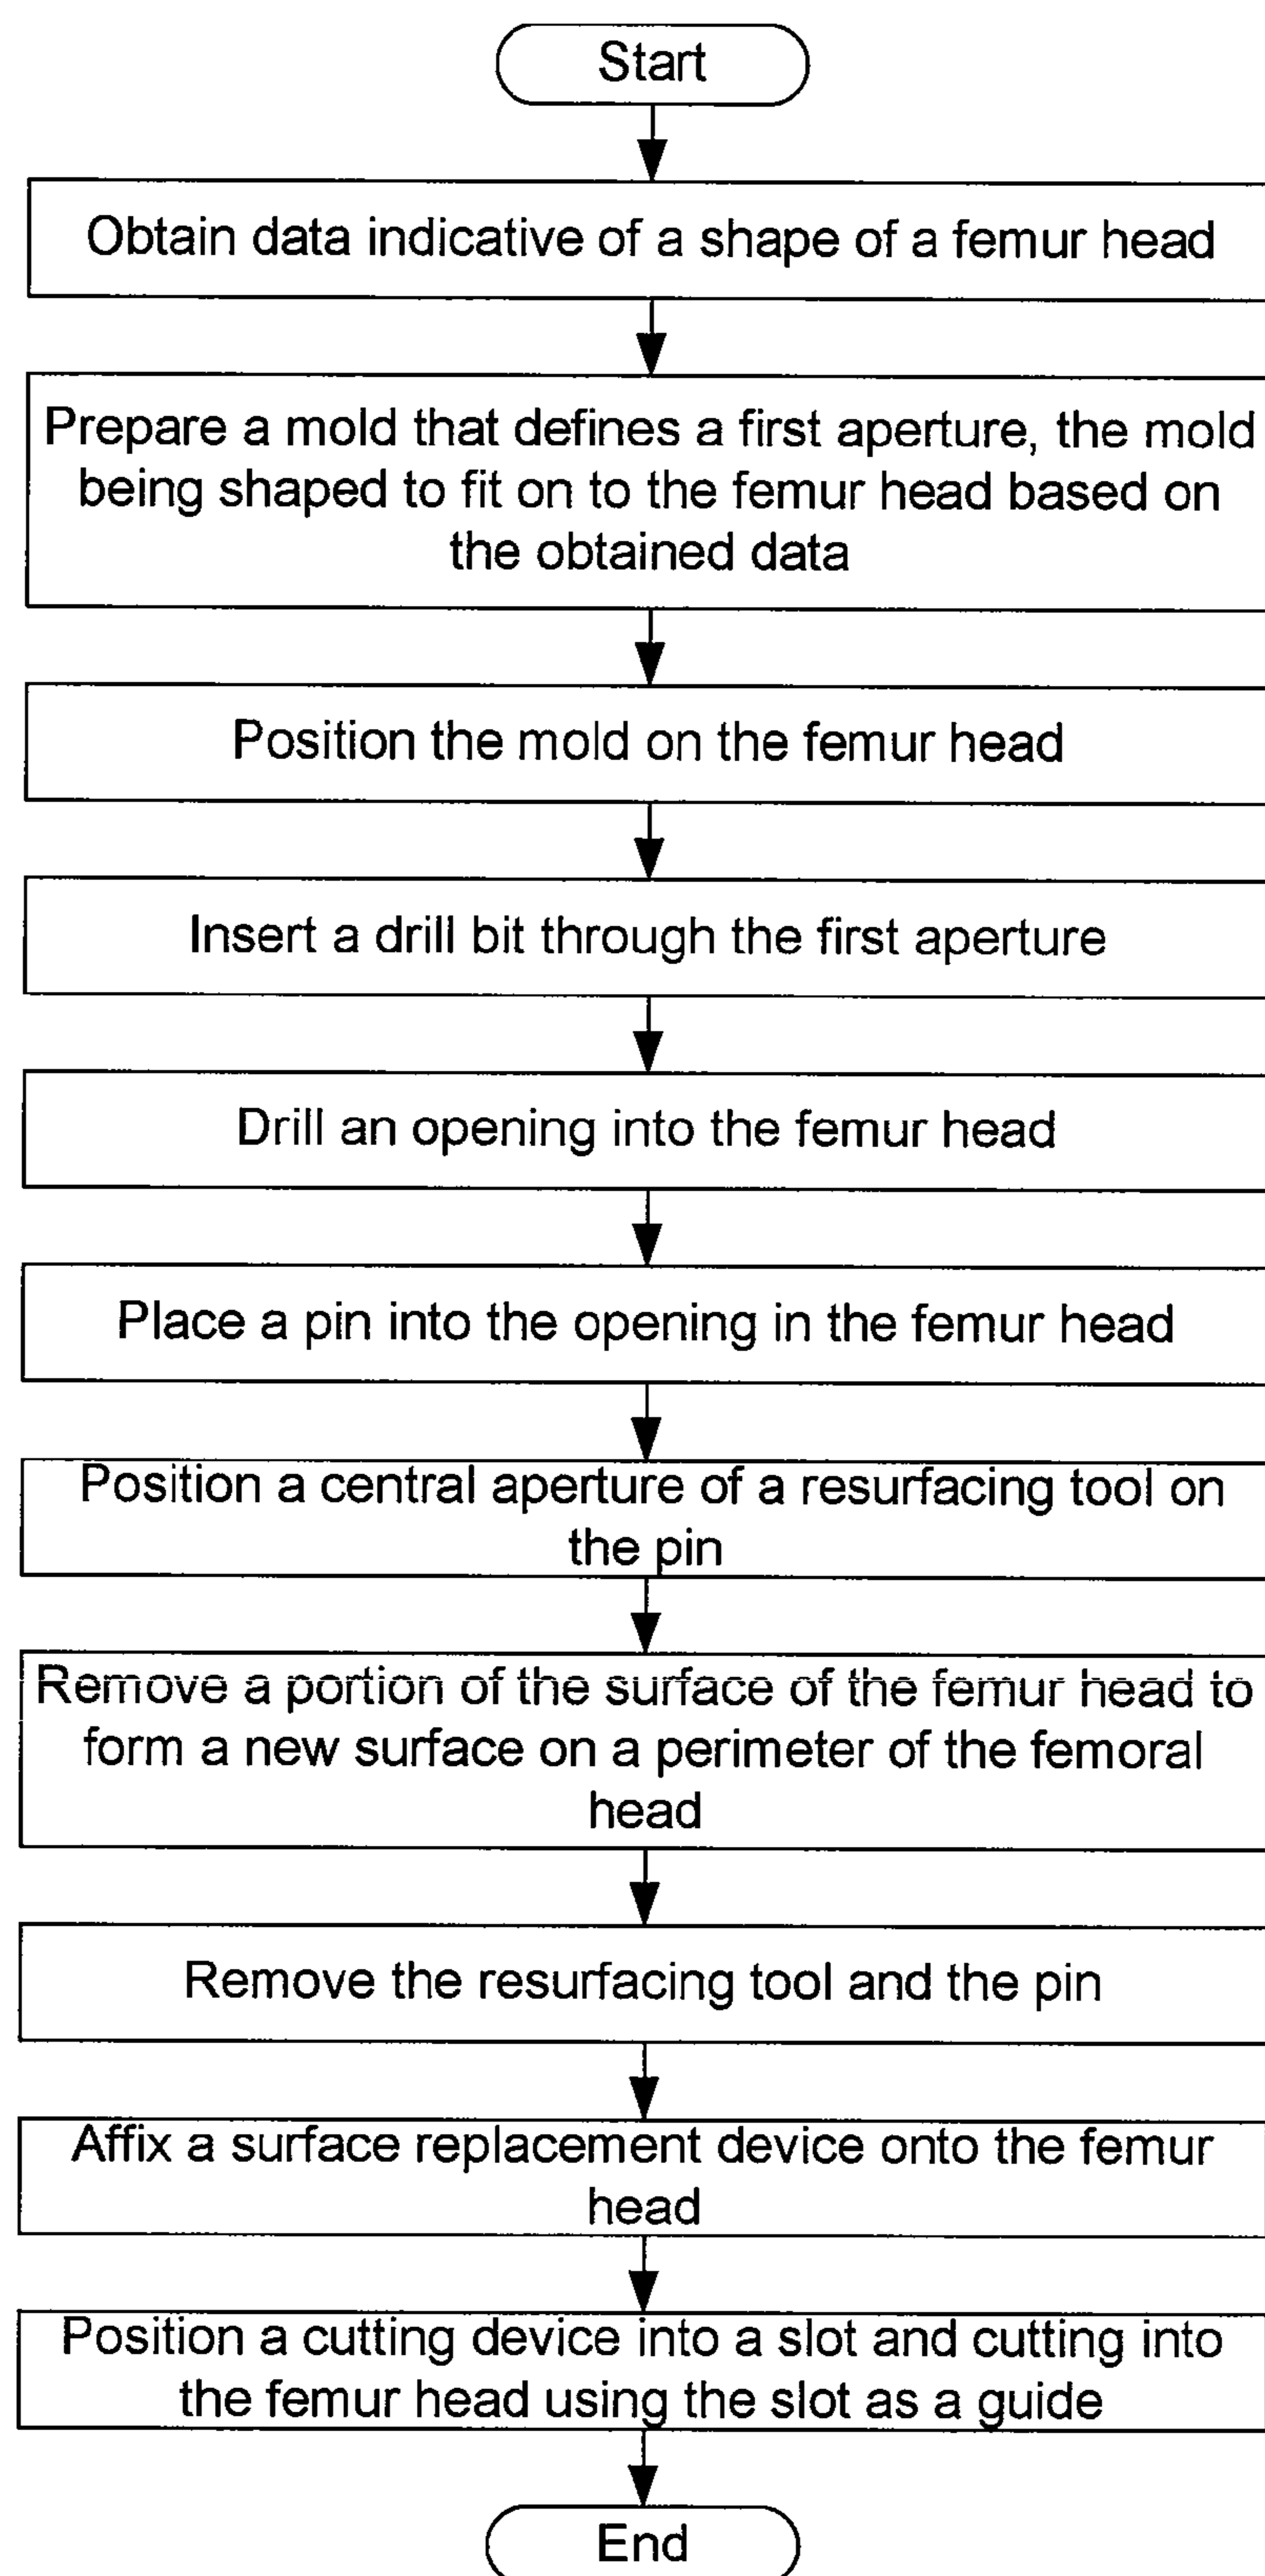 Start
Obtain data indicative of a shape of a femur head
Prepare a mold that defines a first aperture, the mold
being shaped to fit on to the femur head based on
the obtained data
Position the mold on the femur head
Insert a drill bit through the first aperture
Drill an opening into the femur head
Place a pin into the opening in the femur head
Position a central aperture of a resurfacing tool on
the pin
Remove a portion of the surface of the femur head to
form a new surface on a perimeter of the femoral
head
Remove the resurfacing tool and the pin
Affix a surface replacement device onto the femur
head
Position a cutting device into a slot and cutting into
the femur head using the slot as a guide
End